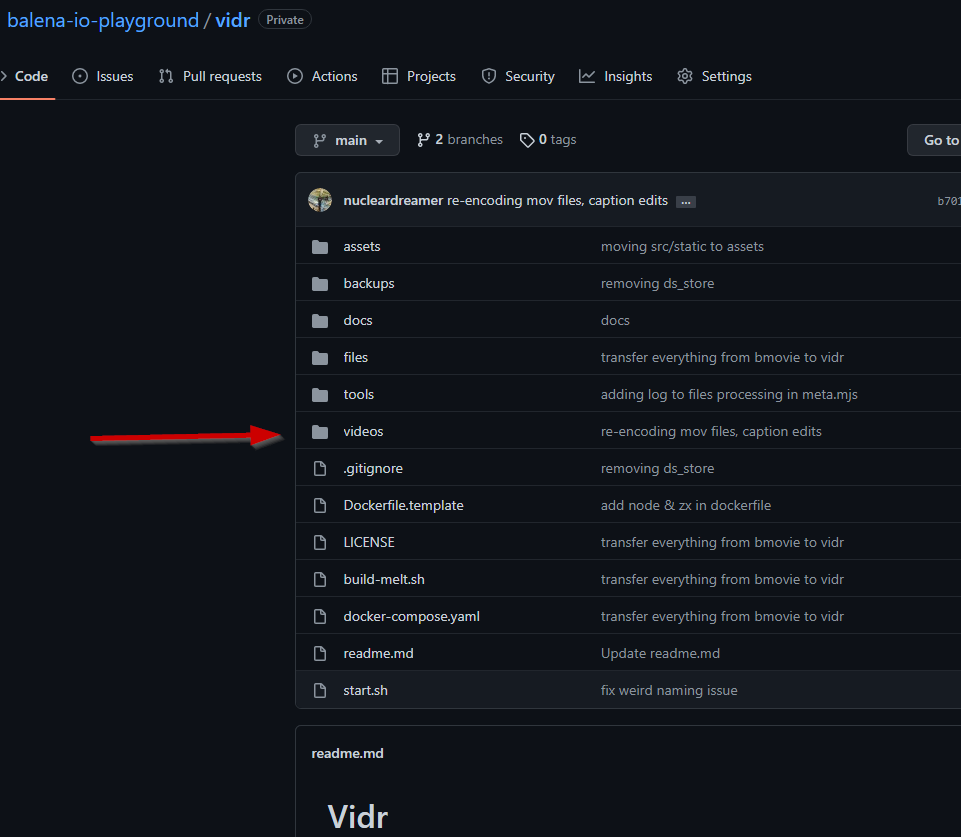 balena-io-playground / vidr Private
Code Issues Pull requests Actions Projects Security Insights Settings
main 2 branches 0 tags Go to
nucleardreamer re-encoding mov files, caption edits ... b701
assets moving src/static to assets
backups removing ds_store
docs docs
files transfer everything from bmovie to vidr
tools adding log to files processing in meta.mjs
videos re-encoding mov files, caption edits
.gitignore removing ds_store
Dockerfile.template add node & zx in dockerfile
LICENSE transfer everything from bmovie to vidr
build-melt.sh transfer everything from bmovie to vidr
docker-compose.yaml transfer everything from bmovie to vidr
readme.md Update readme.md
start.sh fix weird naming issue
readme.md
Vidr